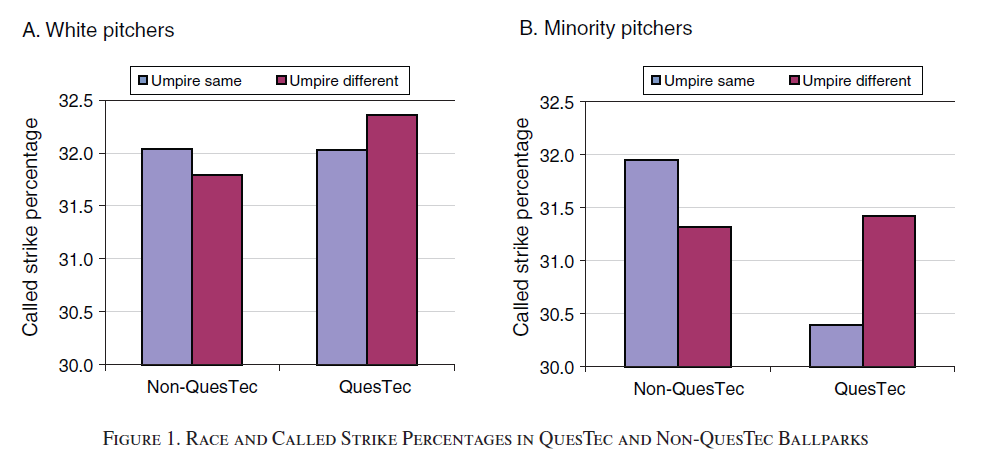 A. White pitchers
Umpire same Umpire different
Called strike percentage
32.5
32.0
31.5
31.0
30.5
30.0
Non-QuesTec QuesTec
B. Minority pitchers
Umpire same Umpire different
Called strike percentage
32.5
32.0
31.5
31.0
30.5
30.0
Non-QuesTec QuesTec
FIGURE 1. RACE AND CALLED STRIKE PERCENTAGES IN QUESTEC AND NON-QUESTEC BALLPARKS